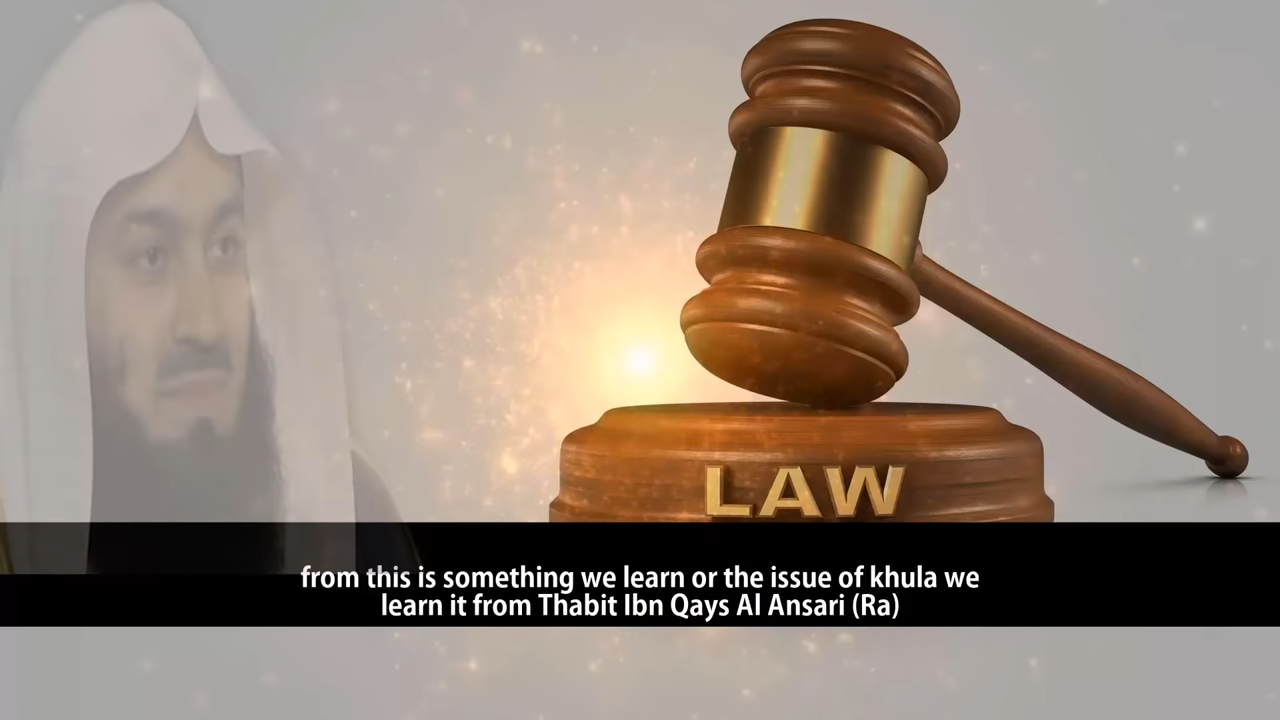 LAW
from this is something we learn or the issue of khula we
learn it from Thabit Ibn Qays Al Ansari (Ra)